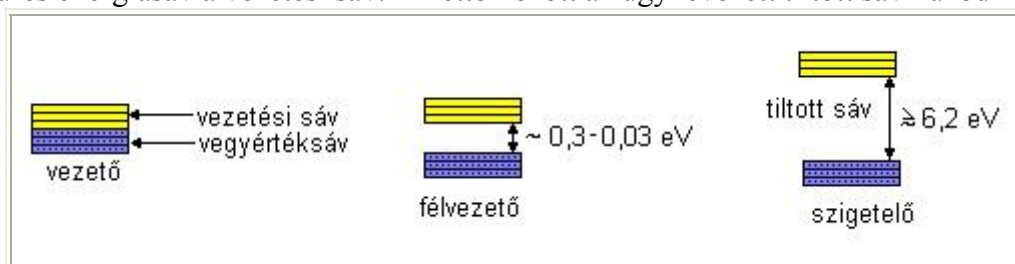 vezetési sáv
vegyértéksáv
vezető
~ 0,3-0,03 eV
félvezető
tiltott sáv
≳ 6,2 eV
szigetelő